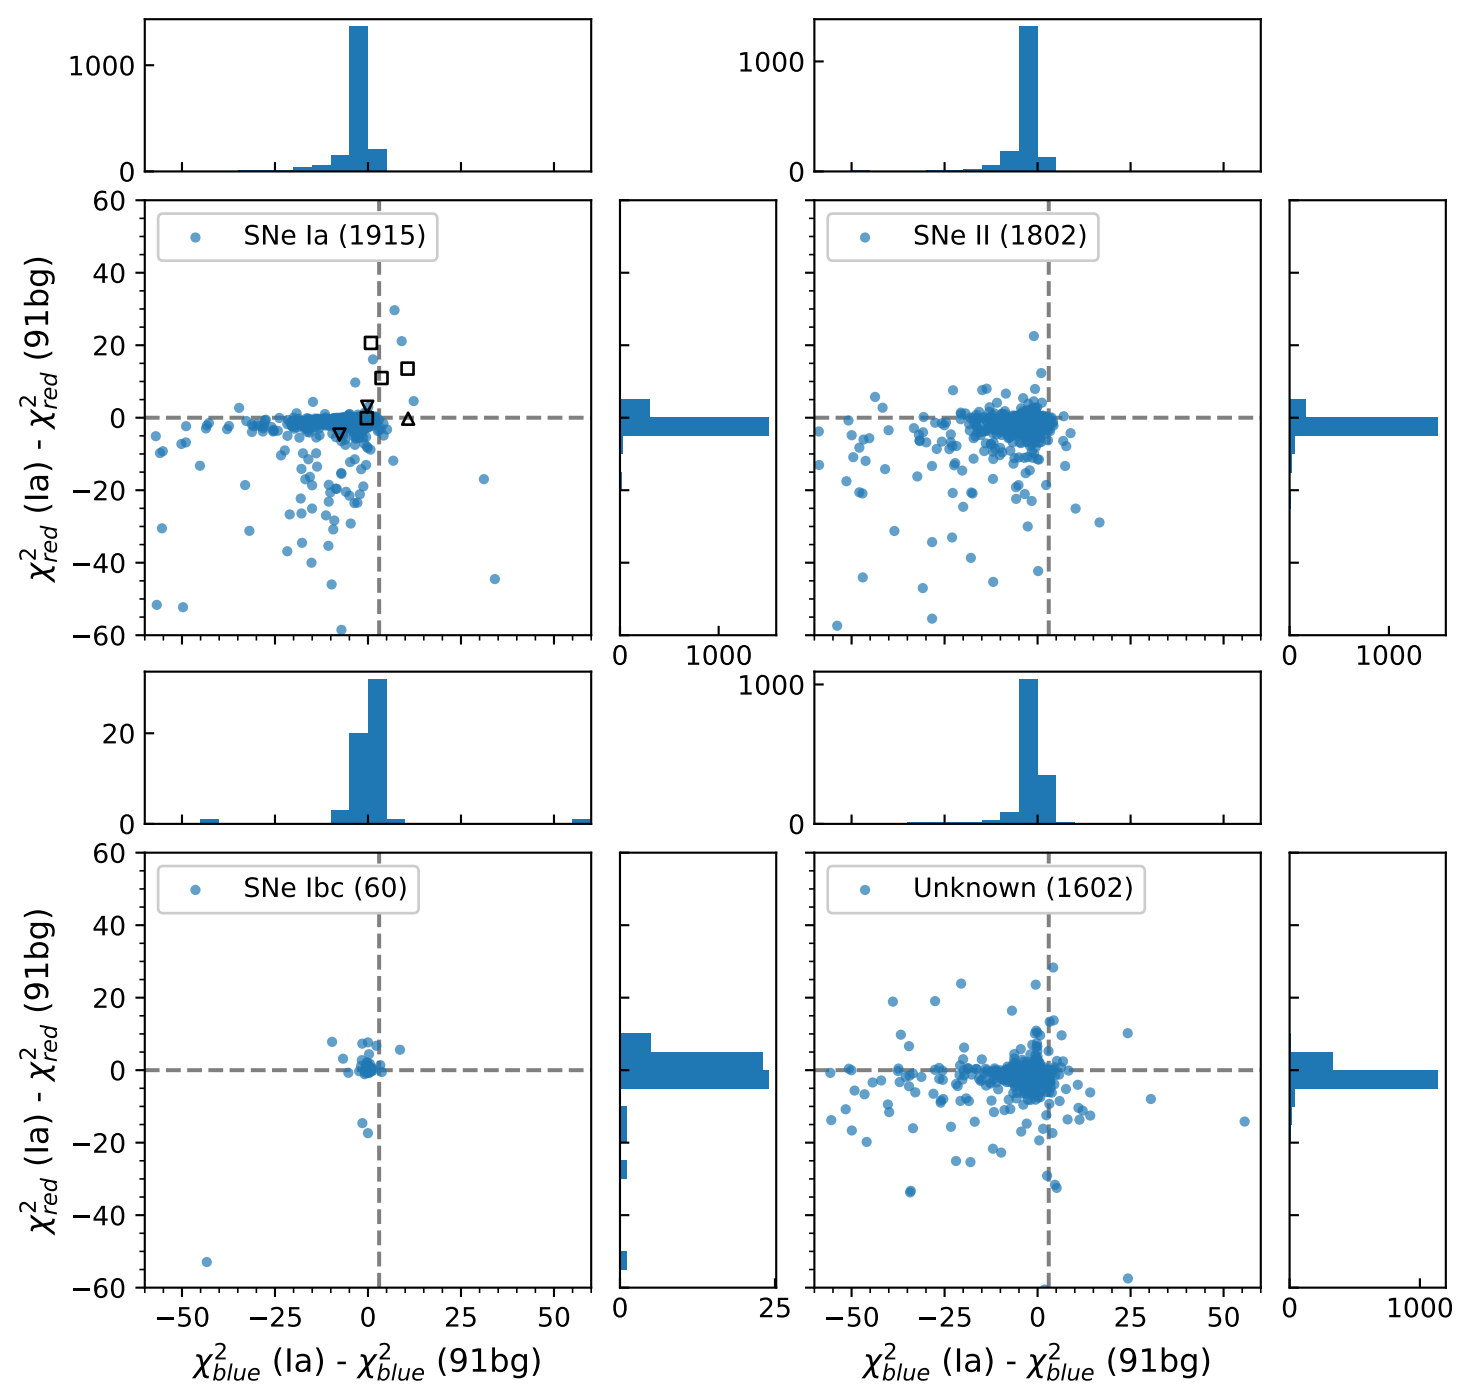 1000
0
1000
0
60
40
20
0
−20
−40
−60
SNe Ia (1915)
χ²red (Ia) - χ²red (91bg)
0 1000
SNe II (1802)
0 1000
20
0
1000
0
60
40
20
0
−20
−40
−60
SNe Ibc (60)
χ²red (Ia) - χ²red (91bg)
−50 −25 0 25 50
χ²blue (Ia) - χ²blue (91bg)
0 25
Unknown (1602)
−50 −25 0 25 50
χ²blue (Ia) - χ²blue (91bg)
0 1000